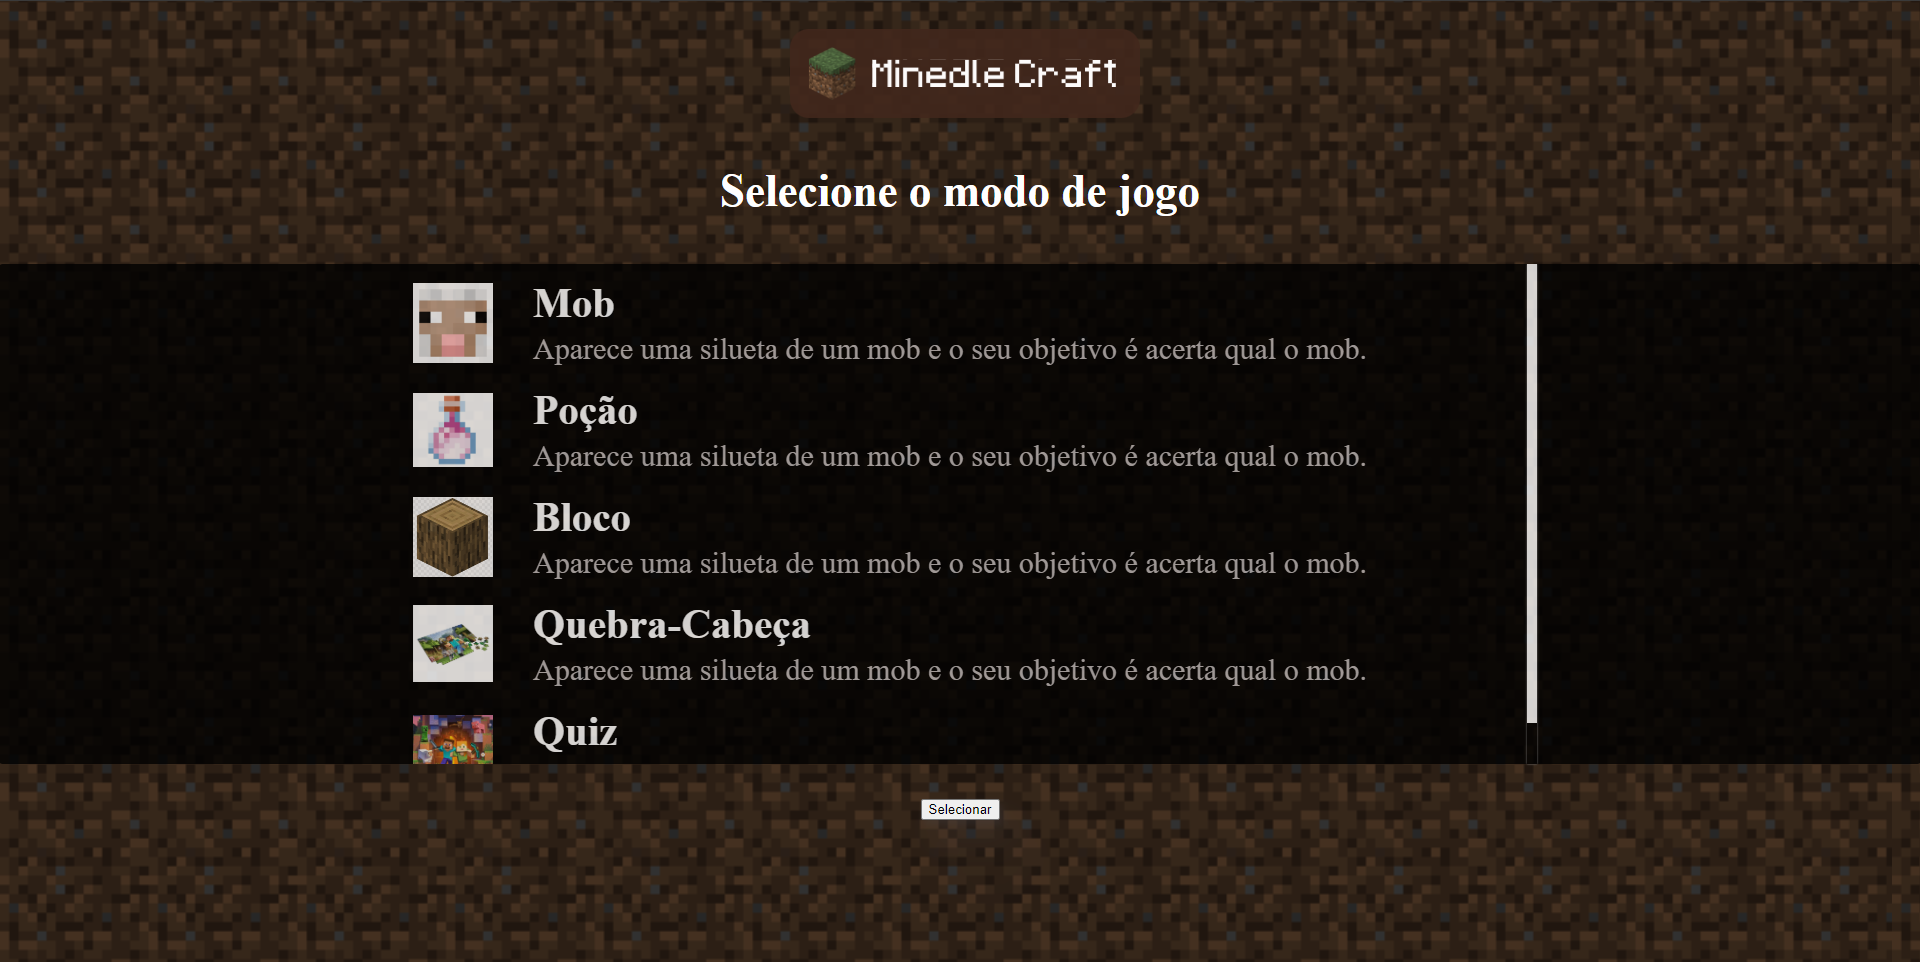 Minedle Craft
Selecione o modo de jogo
Mob
Aparece uma silueta de um mob e o seu objetivo é acerta qual o mob.
Poção
Aparece uma silueta de um mob e o seu objetivo é acerta qual o mob.
Bloco
Aparece uma silueta de um mob e o seu objetivo é acerta qual o mob.
Quebra-Cabeça
Aparece uma silueta de um mob e o seu objetivo é acerta qual o mob.
Quiz
Selecionar